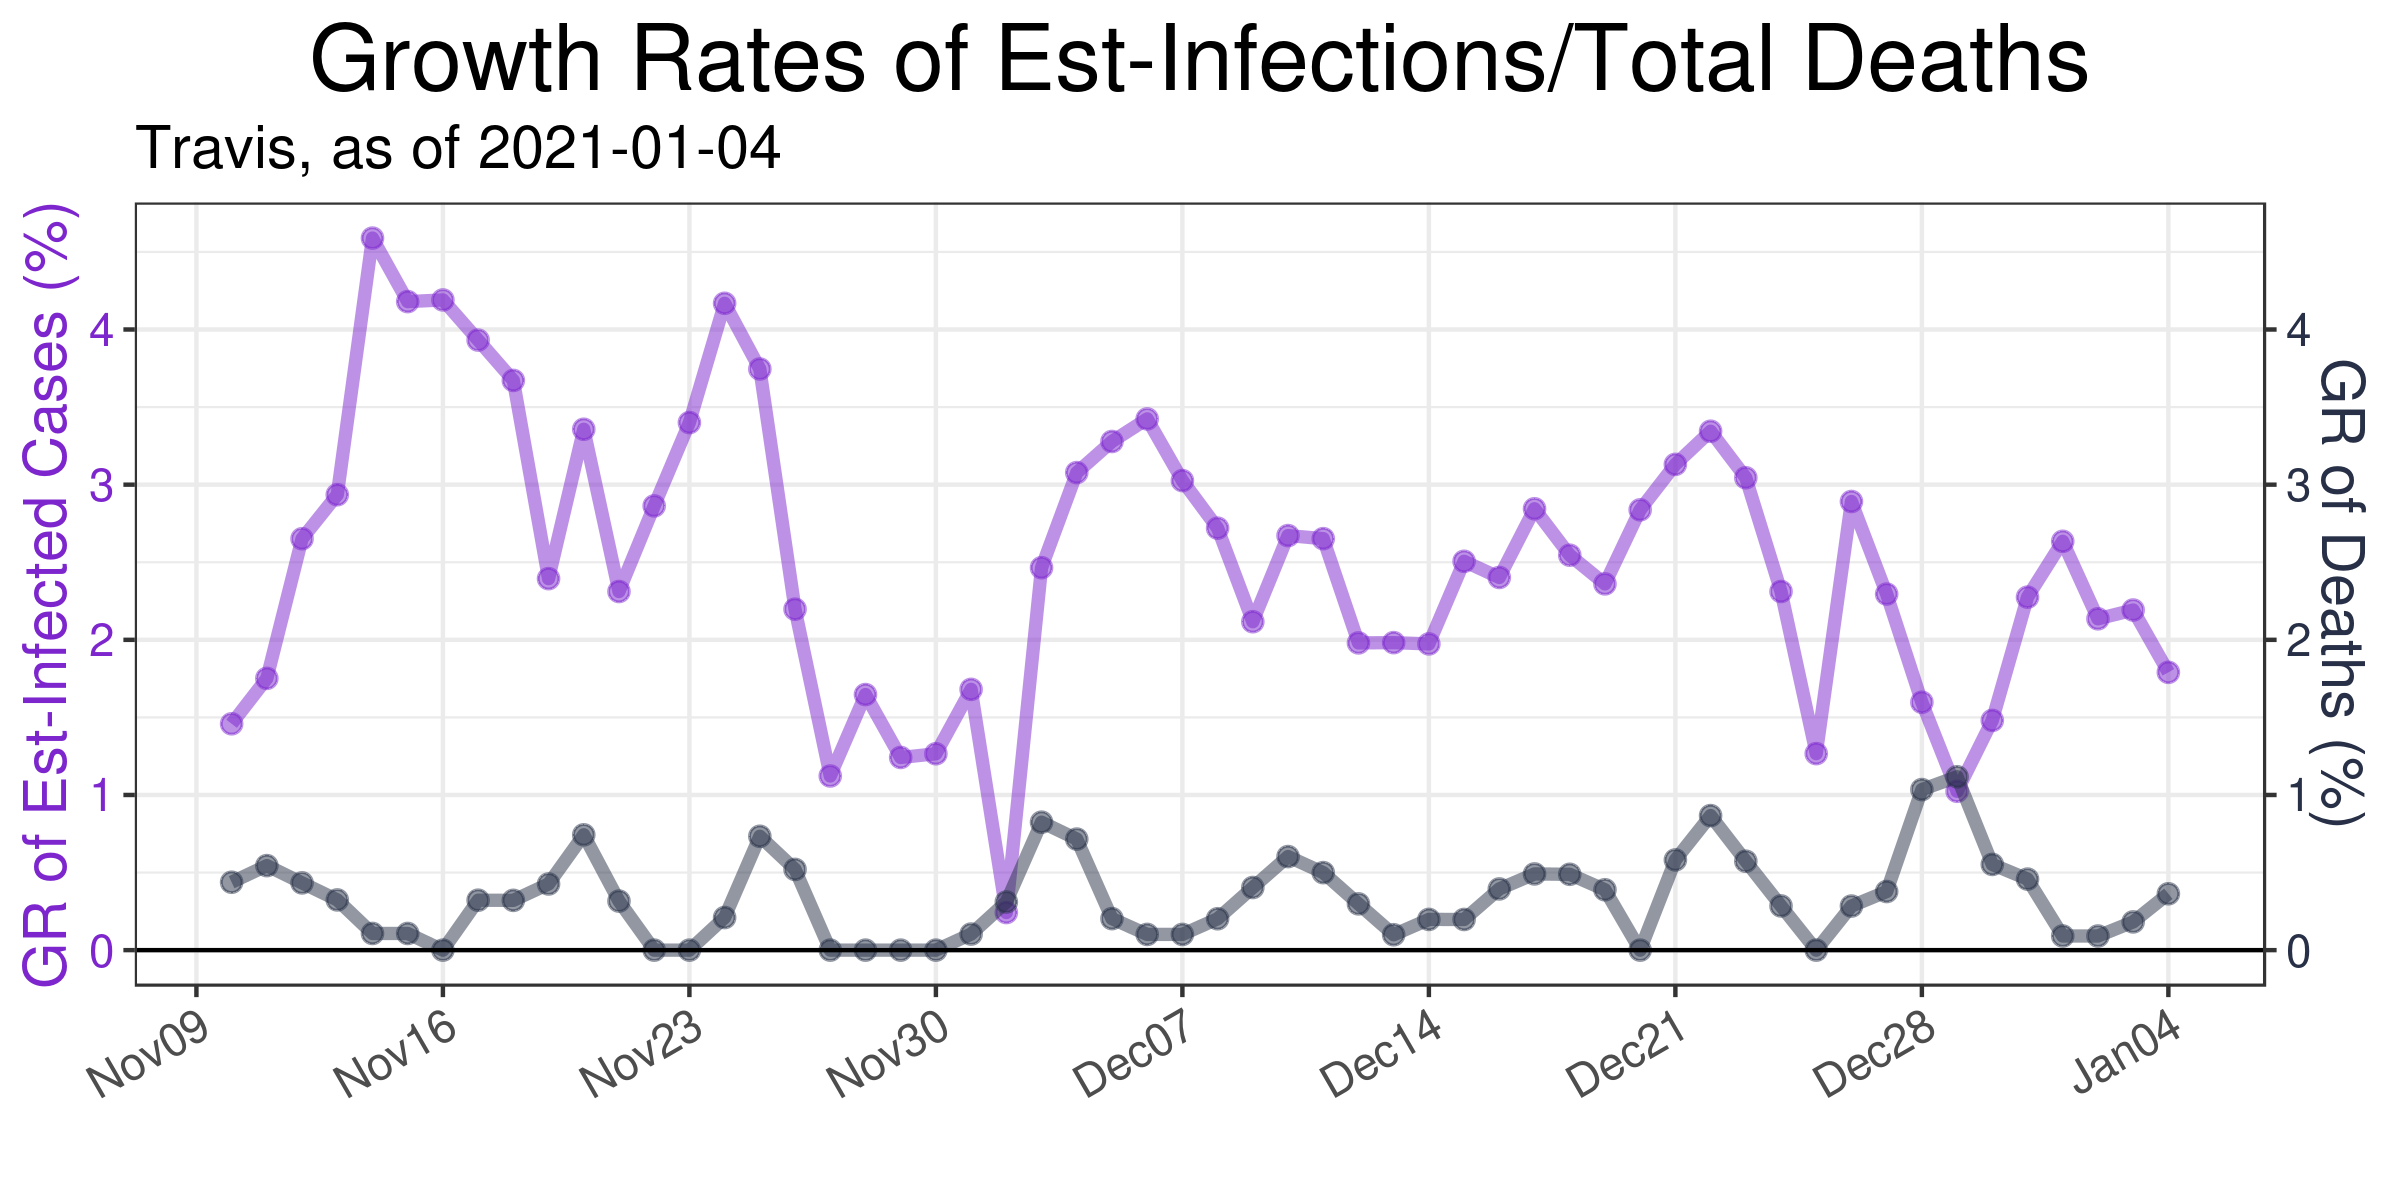 Growth Rates of Est-Infections/Total Deaths
Travis, as of 2021-01-04
GR of Est-Infected Cases (%)
4
3
2
1
0
4
3
2
1
0
GR of Deaths (%)
Nov09
Nov16
Nov23
Nov30
Dec07
Dec14
Dec21
Dec28
Jan04